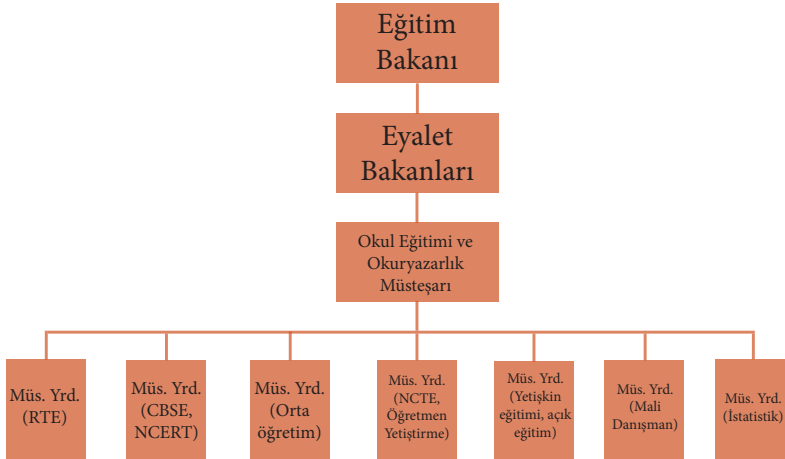 Eğitim
Bakanı
Eyalet
Bakanları
Okul Eğitimi ve
Okuryazarlık
Müsteşarı
Müs. Yrd.
(RTE)
Müs. Yrd.
(CBSE,
NCERT)
Müs. Yrd.
(Orta
öğretim)
Müs. Yrd.
(NCTE,
Öğretmen
Yetiştirme)
Müs. Yrd.
(Yetişkin
eğitimi, açık
eğitim)
Müs. Yrd.
(Mali
Danışman)
Müs. Yrd.
(İstatistik)